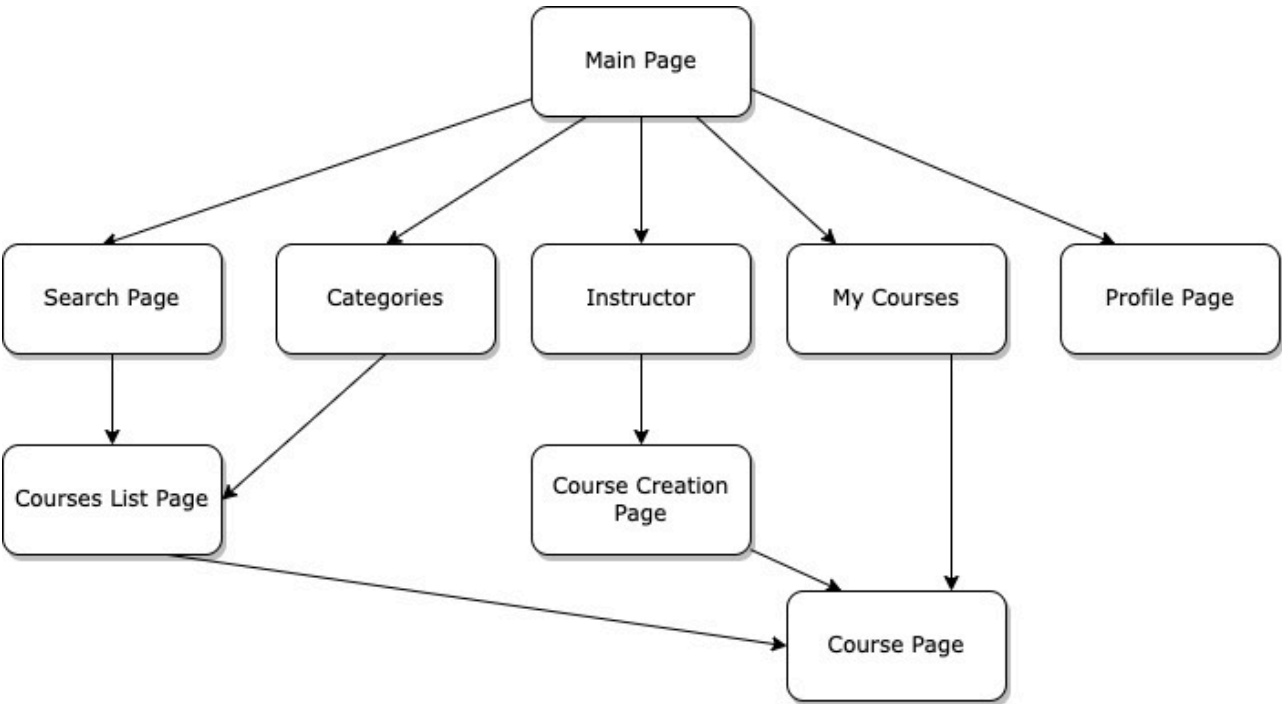 Main Page
Search Page
Categories
Instructor
My Courses
Profile Page
Courses List Page
Course Creation
Page
Course Page